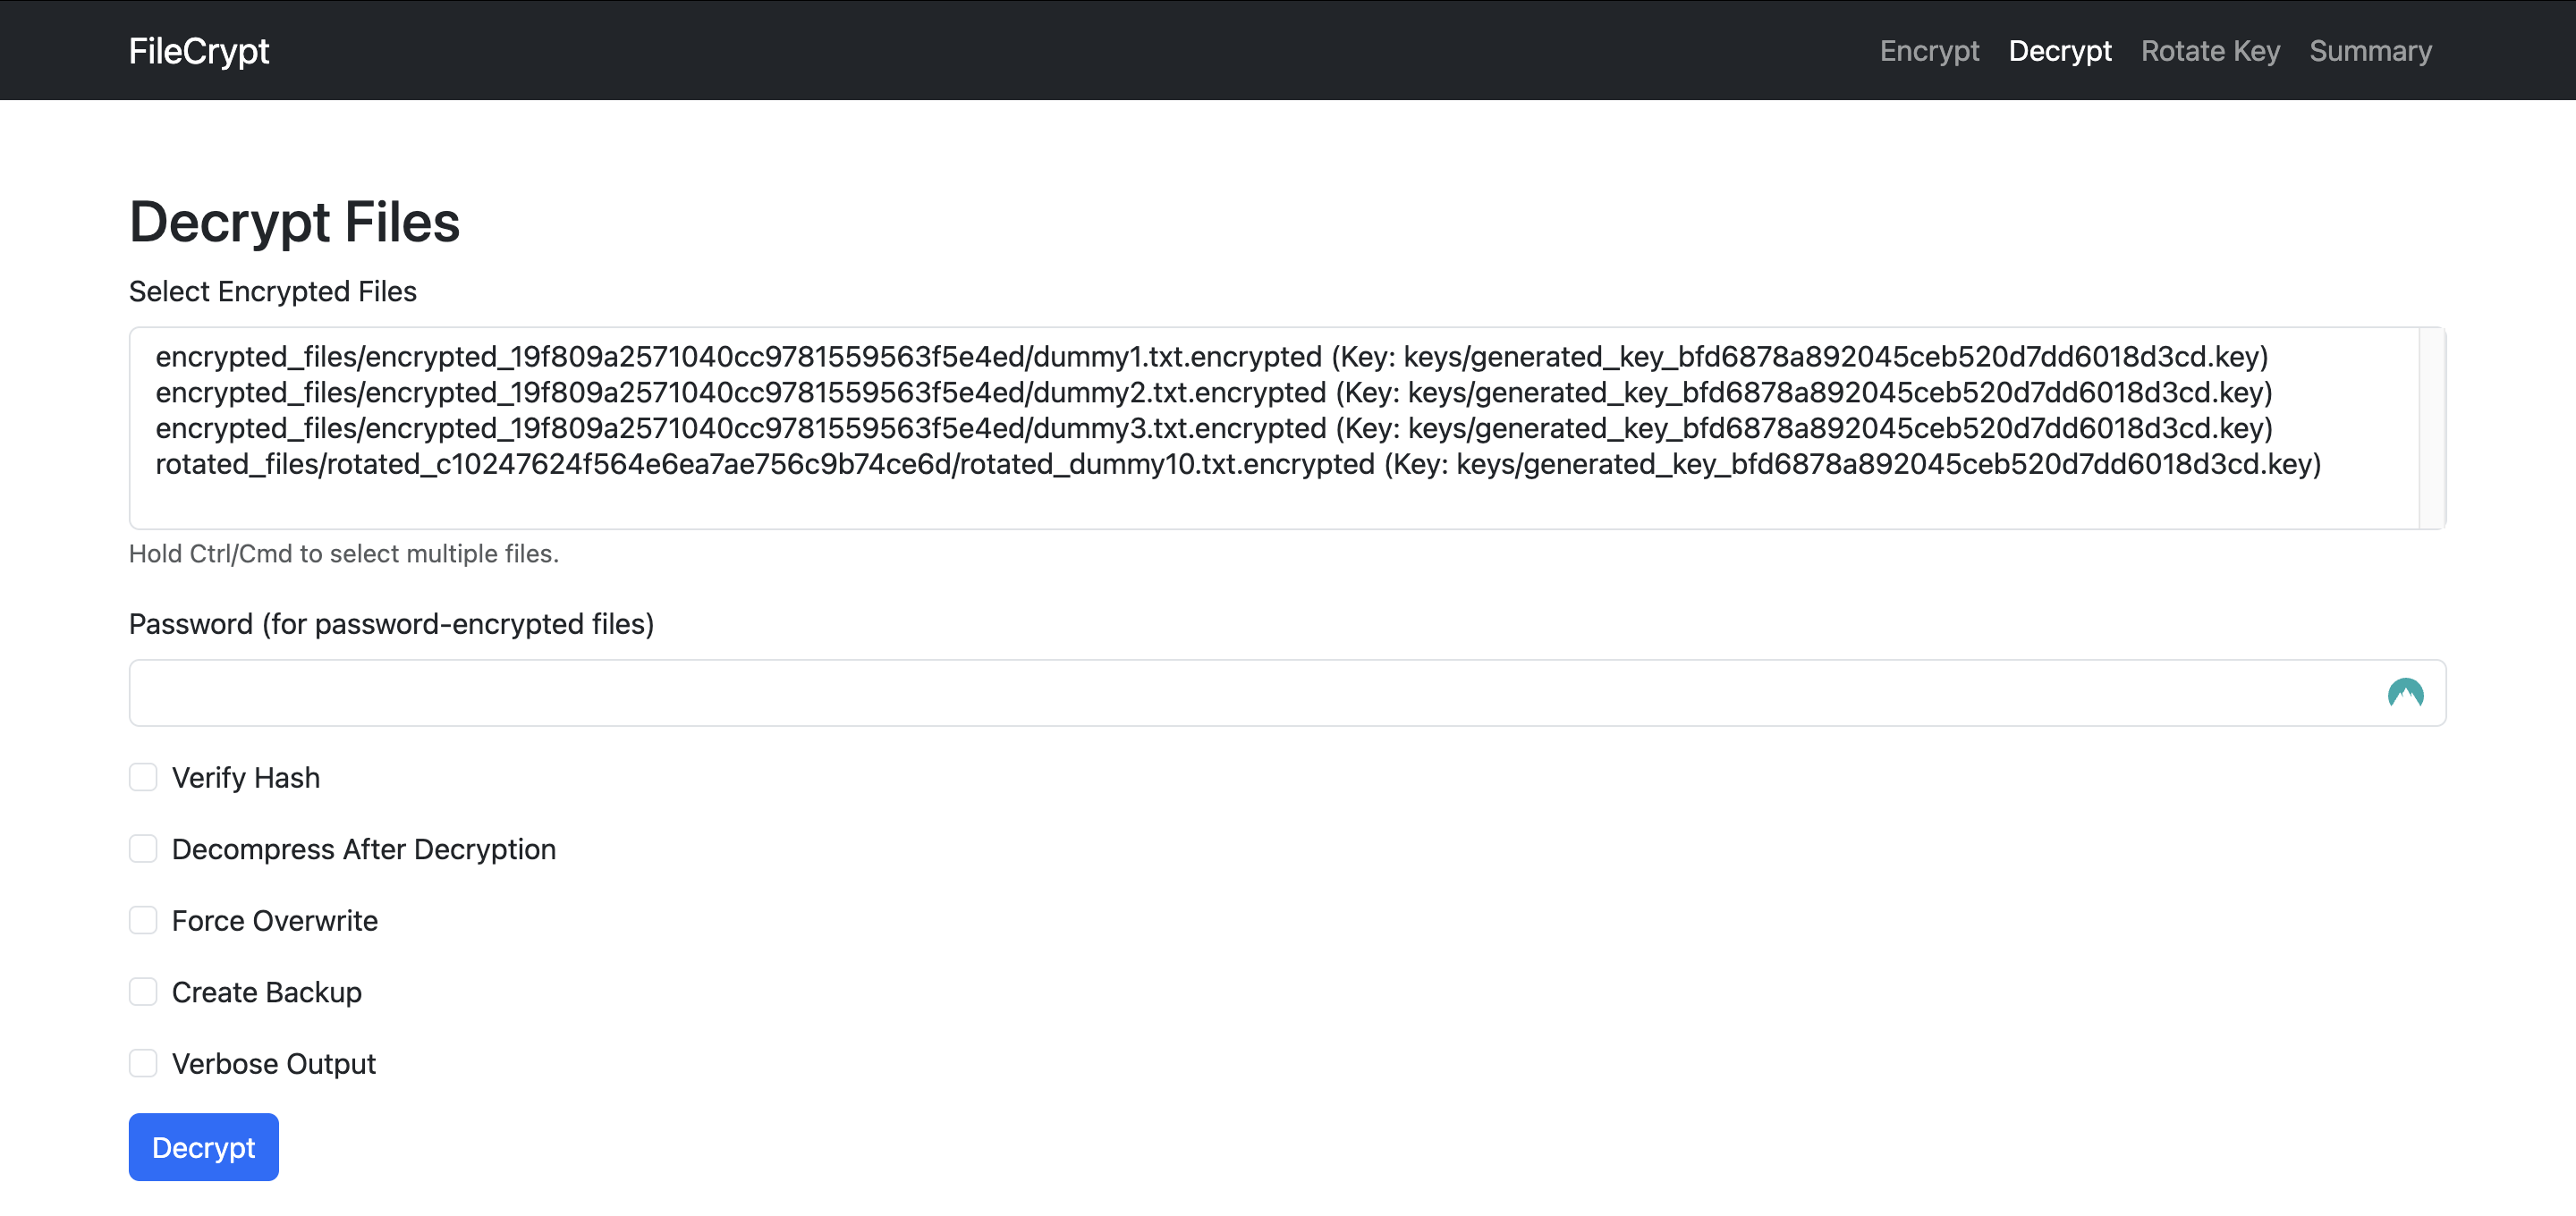 FileCrypt
Encrypt Decrypt Rotate Key Summary
Decrypt Files
Select Encrypted Files
encrypted_files/encrypted_19f809a2571040cc9781559563f5e4ed/dummy1.txt.encrypted (Key: keys/generated_key_bfd6878a892045ceb520d7dd6018d3cd.key)
encrypted_files/encrypted_19f809a2571040cc9781559563f5e4ed/dummy2.txt.encrypted (Key: keys/generated_key_bfd6878a892045ceb520d7dd6018d3cd.key)
encrypted_files/encrypted_19f809a2571040cc9781559563f5e4ed/dummy3.txt.encrypted (Key: keys/generated_key_bfd6878a892045ceb520d7dd6018d3cd.key)
rotated_files/rotated_c10247624f564e6ea7ae756c9b74ce6d/rotated_dummy10.txt.encrypted (Key: keys/generated_key_bfd6878a892045ceb520d7dd6018d3cd.key)
Hold Ctrl/Cmd to select multiple files.
Password (for password-encrypted files)
Verify Hash
Decompress After Decryption
Force Overwrite
Create Backup
Verbose Output
Decrypt